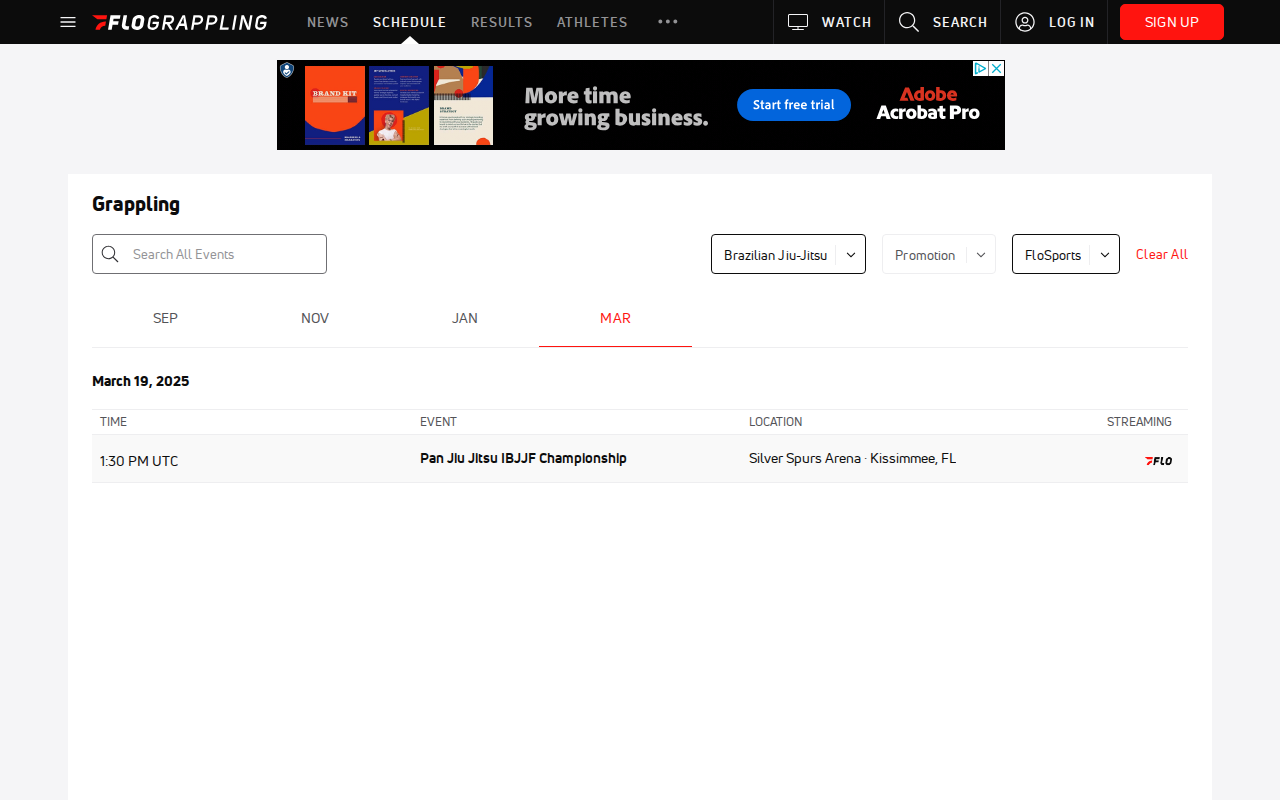 FLOGRAPPLING
NEWS
SCHEDULE
RESULTS
ATHLETES
WATCH
SEARCH
LOG IN
SIGN UP
BRAND KIT
More time
growing business.
Start free trial
Adobe
Acrobat Pro
Grappling
Search All Events
Brazilian Jiu-Jitsu
Promotion
FloSports
Clear All
SEP
NOV
JAN
MAR
March 19, 2025
TIME
EVENT
LOCATION
STREAMING
1:30 PM UTC
Pan Jiu Jitsu IBJJF Championship
Silver Spurs Arena · Kissimmee, FL
FLO